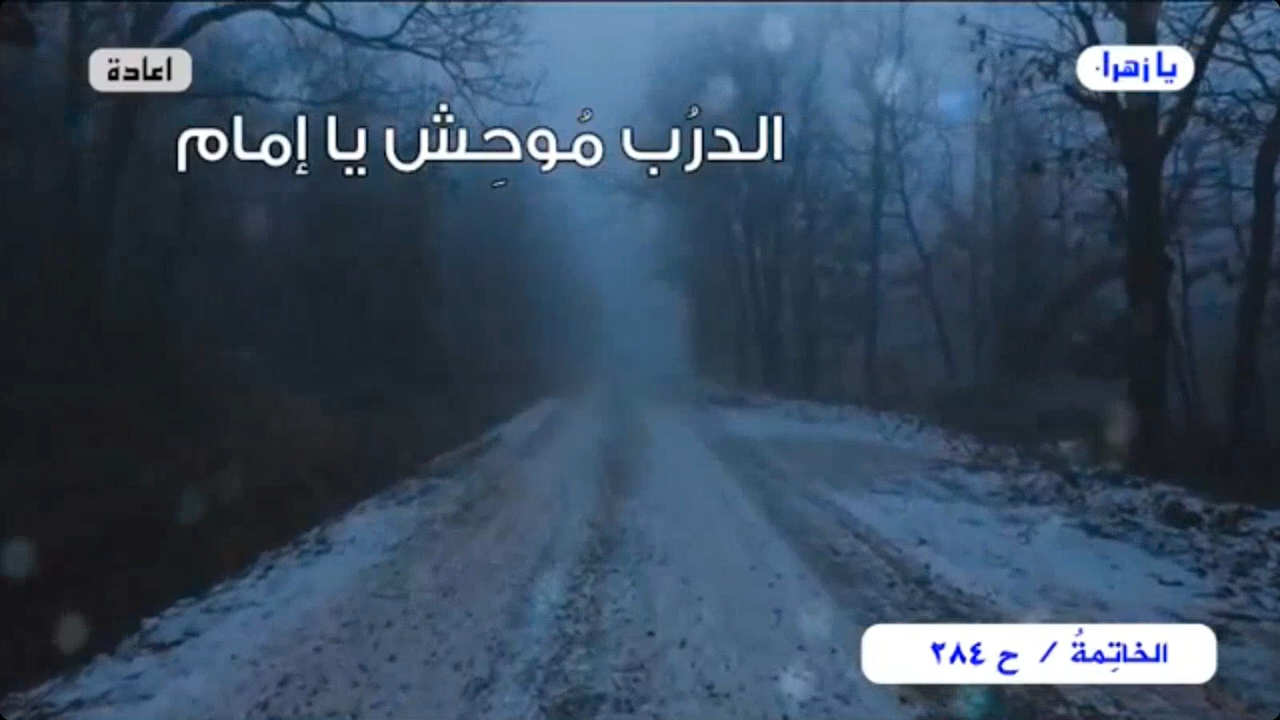 يا زهراء
اعادة
الدرُب مُوحِش يا إمام
الخاتِمةُ / ح ٢٨٤